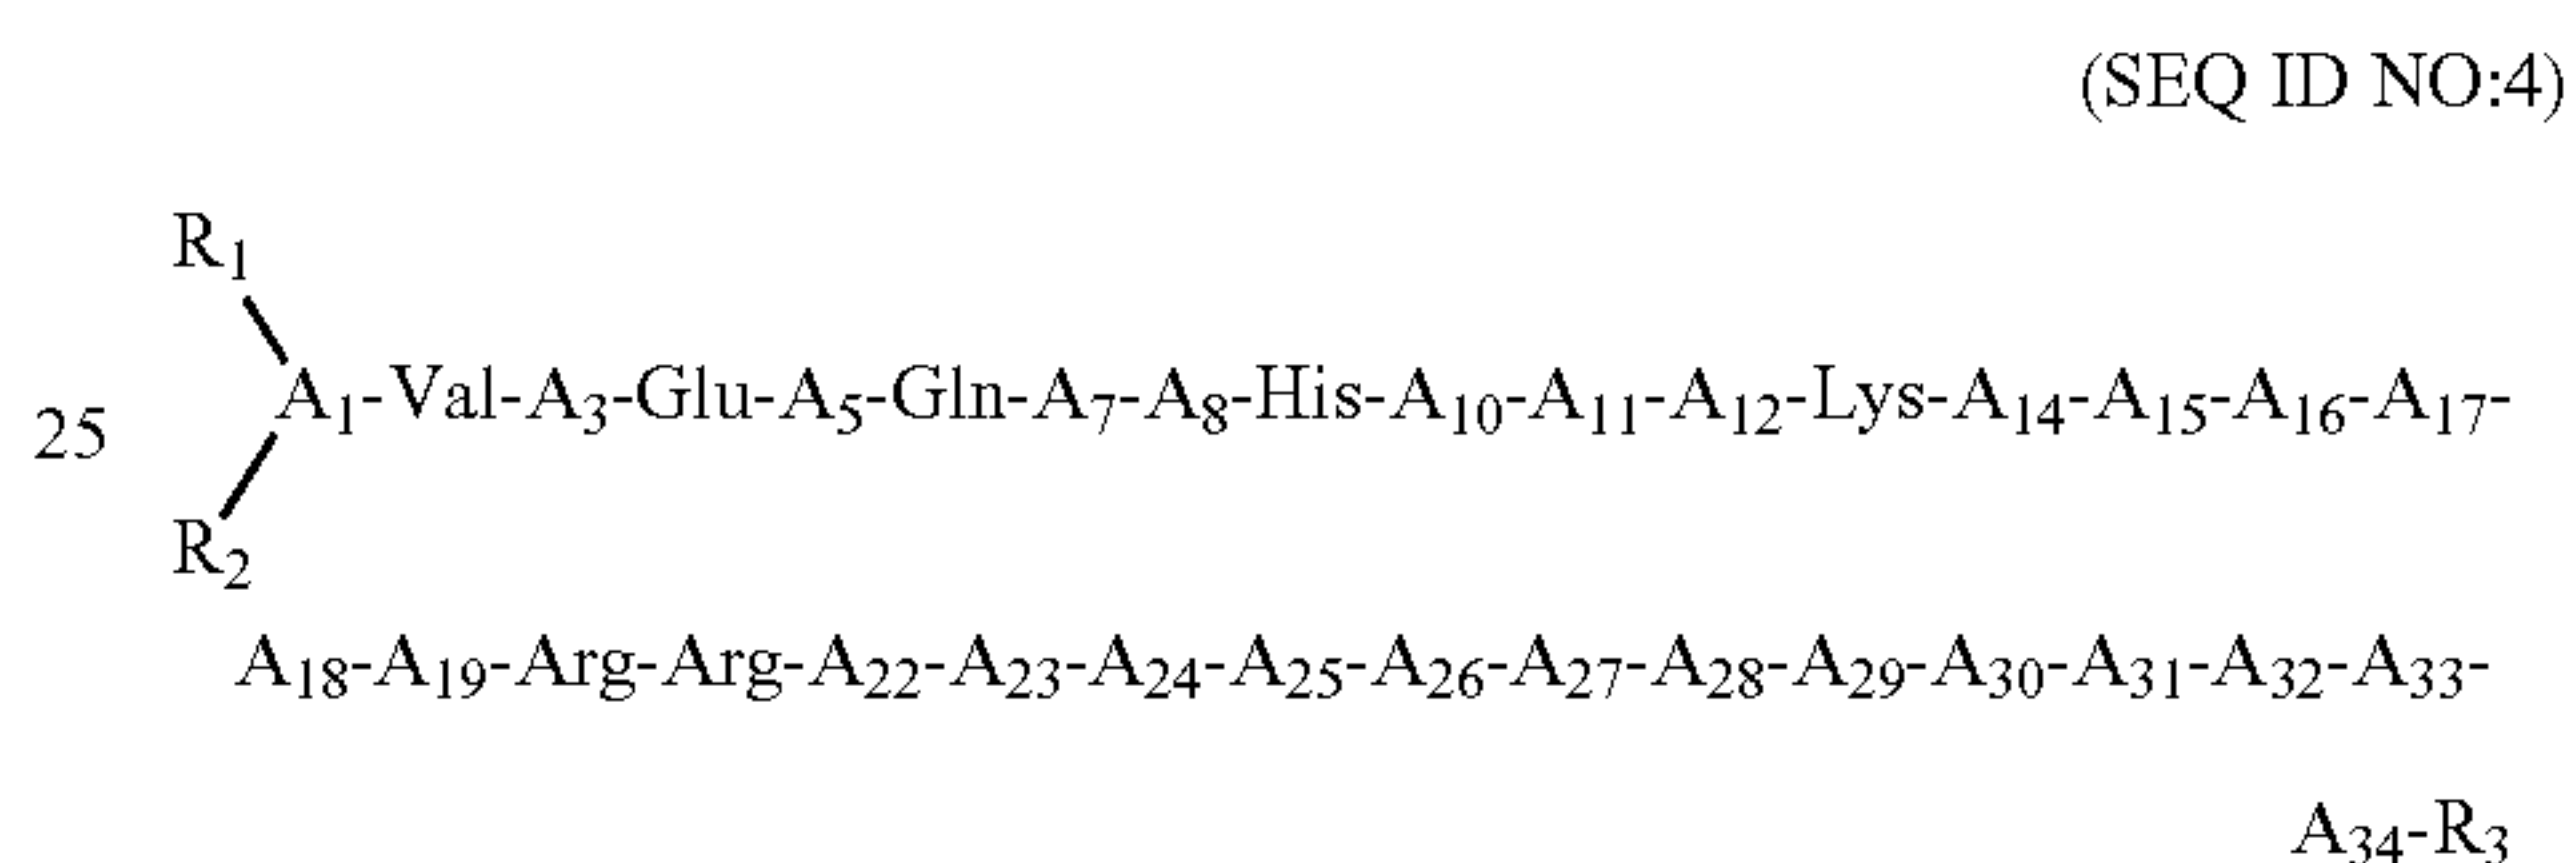 (SEQ ID NO:4)
R₁
25 A₁-Val-A₃-Glu-A₅-Gln-A₇-A₈-His-A₁₀-A₁₁-A₁₂-Lys-A₁₄-A₁₅-A₁₆-A₁₇-
R₂
A₁₈-A₁₉-Arg-Arg-A₂₂-A₂₃-A₂₄-A₂₅-A₂₆-A₂₇-A₂₈-A₂₉-A₃₀-A₃₁-A₃₂-A₃₃-
A₃₄-R₃